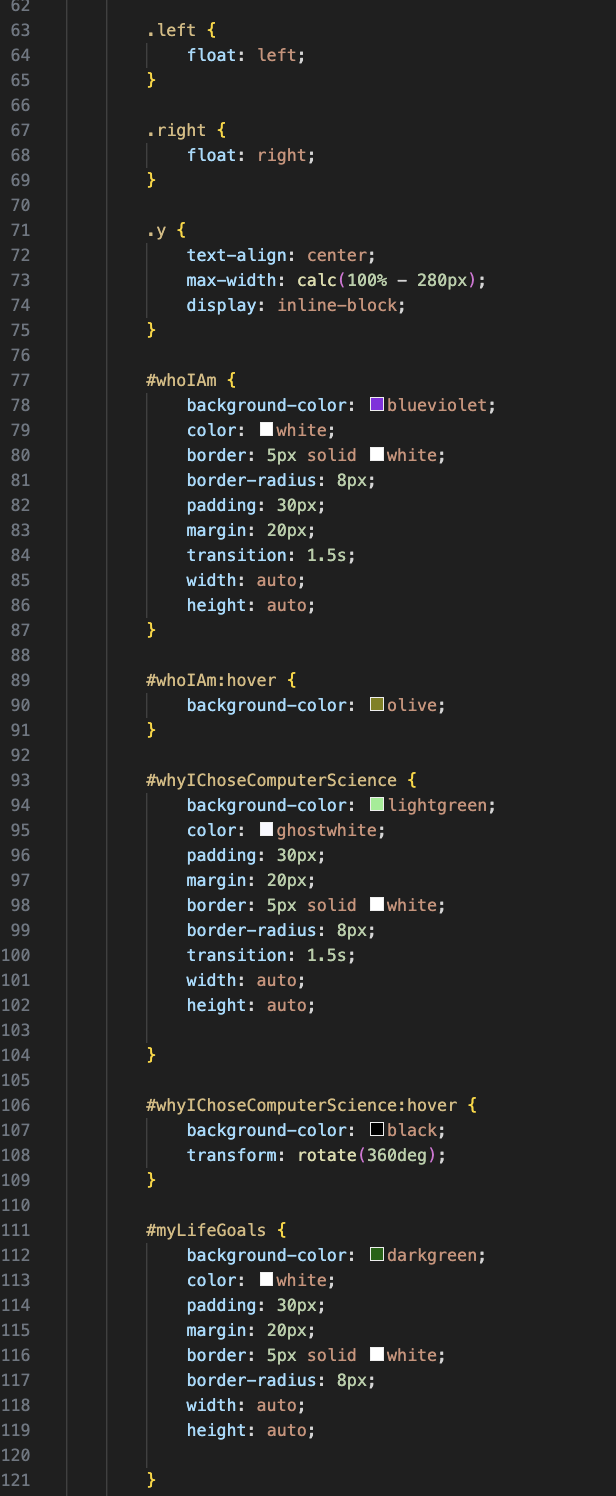 62
63 .left {
64 float: left;
65 }
66
67 .right {
68 float: right;
69 }
70
71 .y {
72 text-align: center;
73 max-width: calc(100% - 280px);
74 display: inline-block;
75 }
76
77 #whoIAm {
78 background-color: blueviolet;
79 color: white;
80 border: 5px solid white;
81 border-radius: 8px;
82 padding: 30px;
83 margin: 20px;
84 transition: 1.5s;
85 width: auto;
86 height: auto;
87 }
88
89 #whoIAm:hover {
90 background-color: olive;
91 }
92
93 #whyIChoseComputerScience {
94 background-color: lightgreen;
95 color: ghostwhite;
96 padding: 30px;
97 margin: 20px;
98 border: 5px solid white;
99 border-radius: 8px;
100 transition: 1.5s;
101 width: auto;
102 height: auto;
103
104 }
105
106 #whyIChoseComputerScience:hover {
107 background-color: black;
108 transform: rotate(360deg);
109 }
110
111 #myLifeGoals {
112 background-color: darkgreen;
113 color: white;
114 padding: 30px;
115 margin: 20px;
116 border: 5px solid white;
117 border-radius: 8px;
118 width: auto;
119 height: auto;
120
121 }